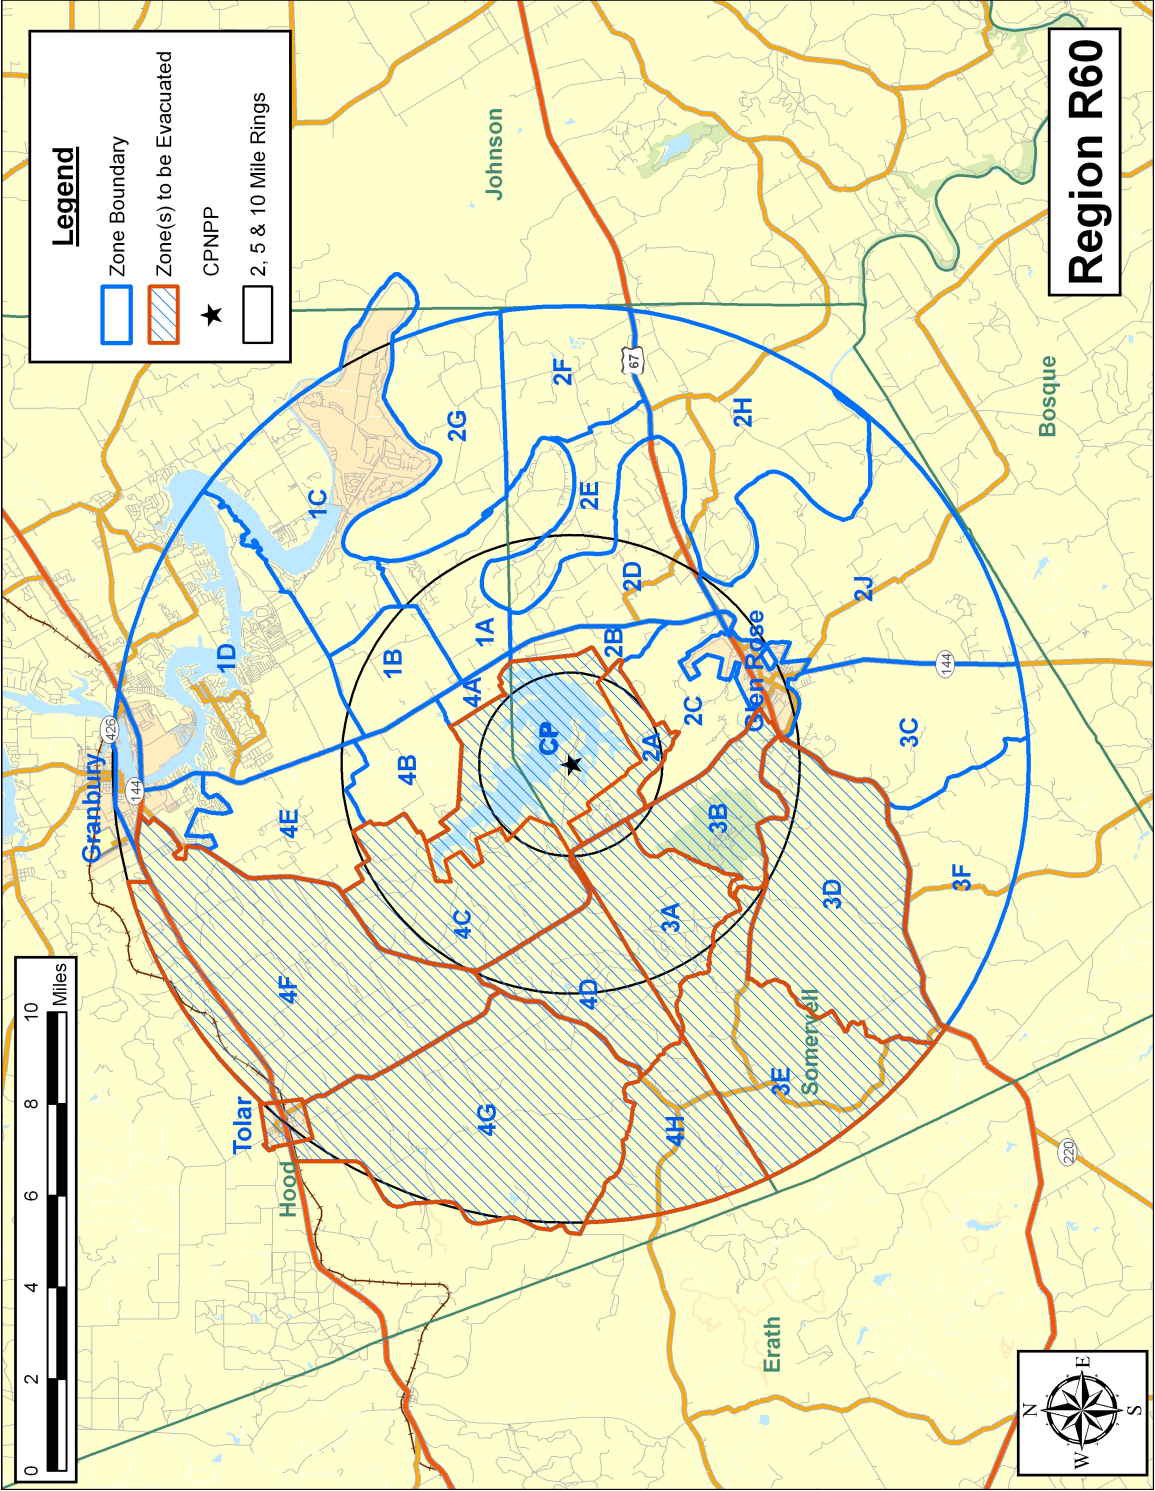 Legend
Zone Boundary
Zone(s) to be Evacuated
CPNPP
2, 5 & 10 Mile Rings
Region R60
0 2 4 6 8 10
Miles
N
W E
S
Granbury
426
144
Tolar
Hood
Johnson
Bosque
Erath
Somervell
Glen Rose
67
144
220
CP
1A
1B
1C
1D
2A
2B
2C
2D
2E
2F
2G
2H
2J
3A
3B
3C
3D
3E
3F
4A
4B
4C
4D
4E
4F
4G
4H